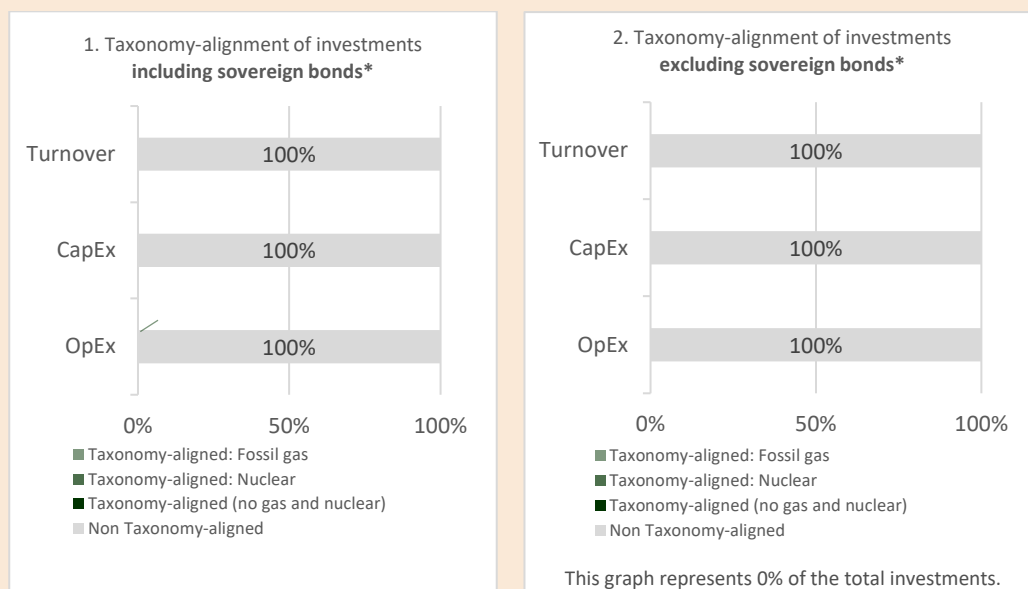 1. Taxonomy-alignment of investments
including sovereign bonds*
Turnover
100%
CapEx
100%
OpEx
100%
0%
50%
100%
Taxonomy-aligned: Fossil gas
Taxonomy-aligned: Nuclear
Taxonomy-aligned (no gas and nuclear)
Non Taxonomy-aligned
2. Taxonomy-alignment of investments
excluding sovereign bonds*
Turnover
100%
CapEx
100%
OpEx
100%
0%
50%
100%
Taxonomy-aligned: Fossil gas
Taxonomy-aligned: Nuclear
Taxonomy-aligned (no gas and nuclear)
Non Taxonomy-aligned
This graph represents 0% of the total investments.